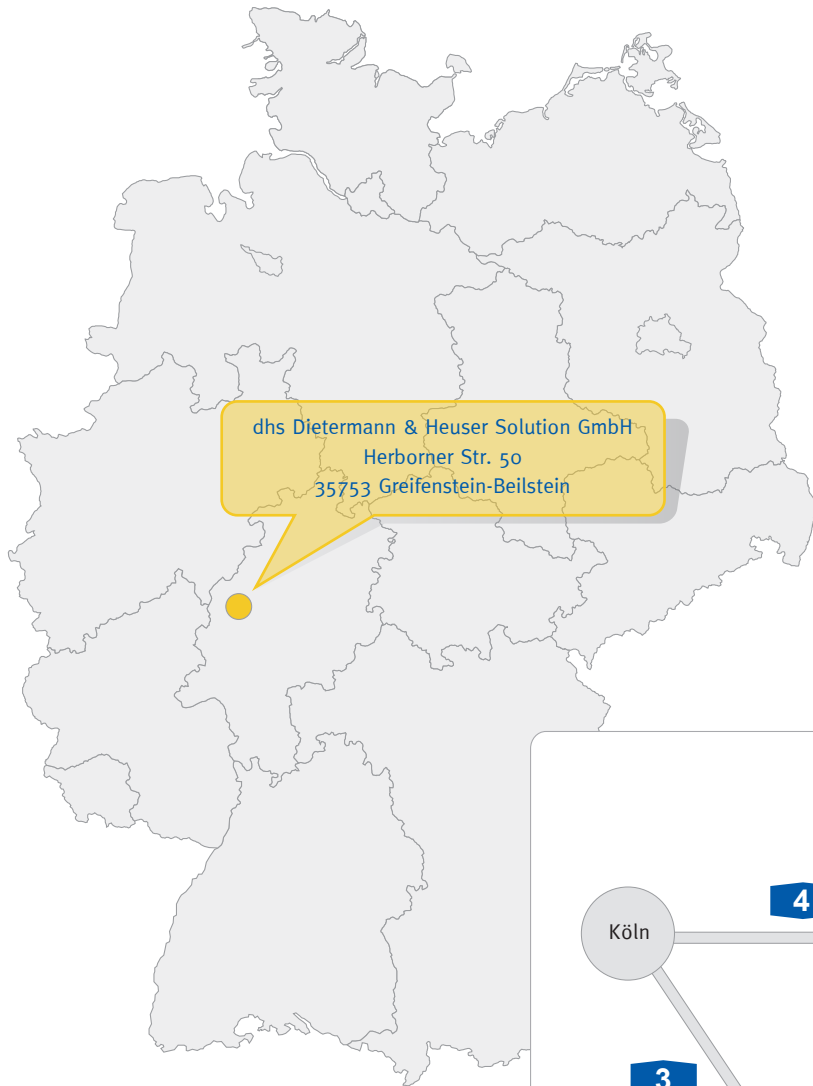 dhs Dietermann & Heuser Solution GmbH
Herborner Str. 50
35753 Greifenstein-Beilstein
4
Köln
3